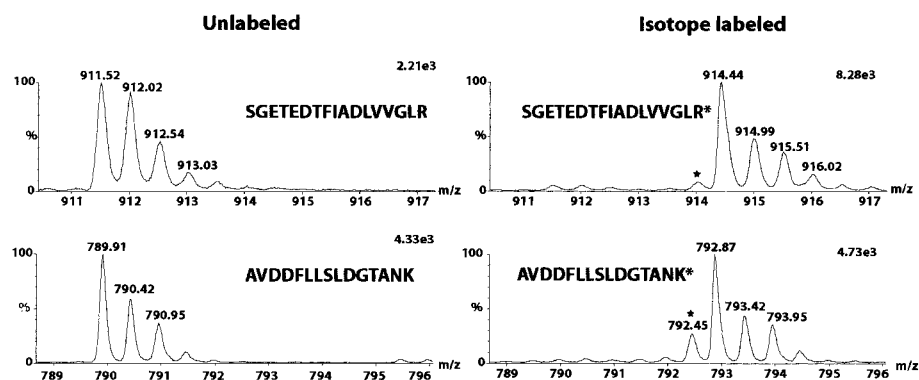 Unlabeled
Isotope labeled
2.21e3
100
%
0
911.52
912.02
912.54
913.03
SGETEDTFIADLVVGLR
911 912 913 914 915 916 917 m/z
8.28e3
100
%
0
914.44
914.99
915.51
916.02
SGETEDTFIADLVVGLR*
★
911 912 913 914 915 916 917 m/z
4.33e3
100
%
0
789.91
790.42
790.95
AVDDFLLSLDGTANK
789 790 791 792 793 794 795 796 m/z
4.73e3
100
%
0
792.87
AVDDFLLSLDGTANK*
★
792.45
793.42
793.95
789 790 791 792 793 794 795 796 m/z